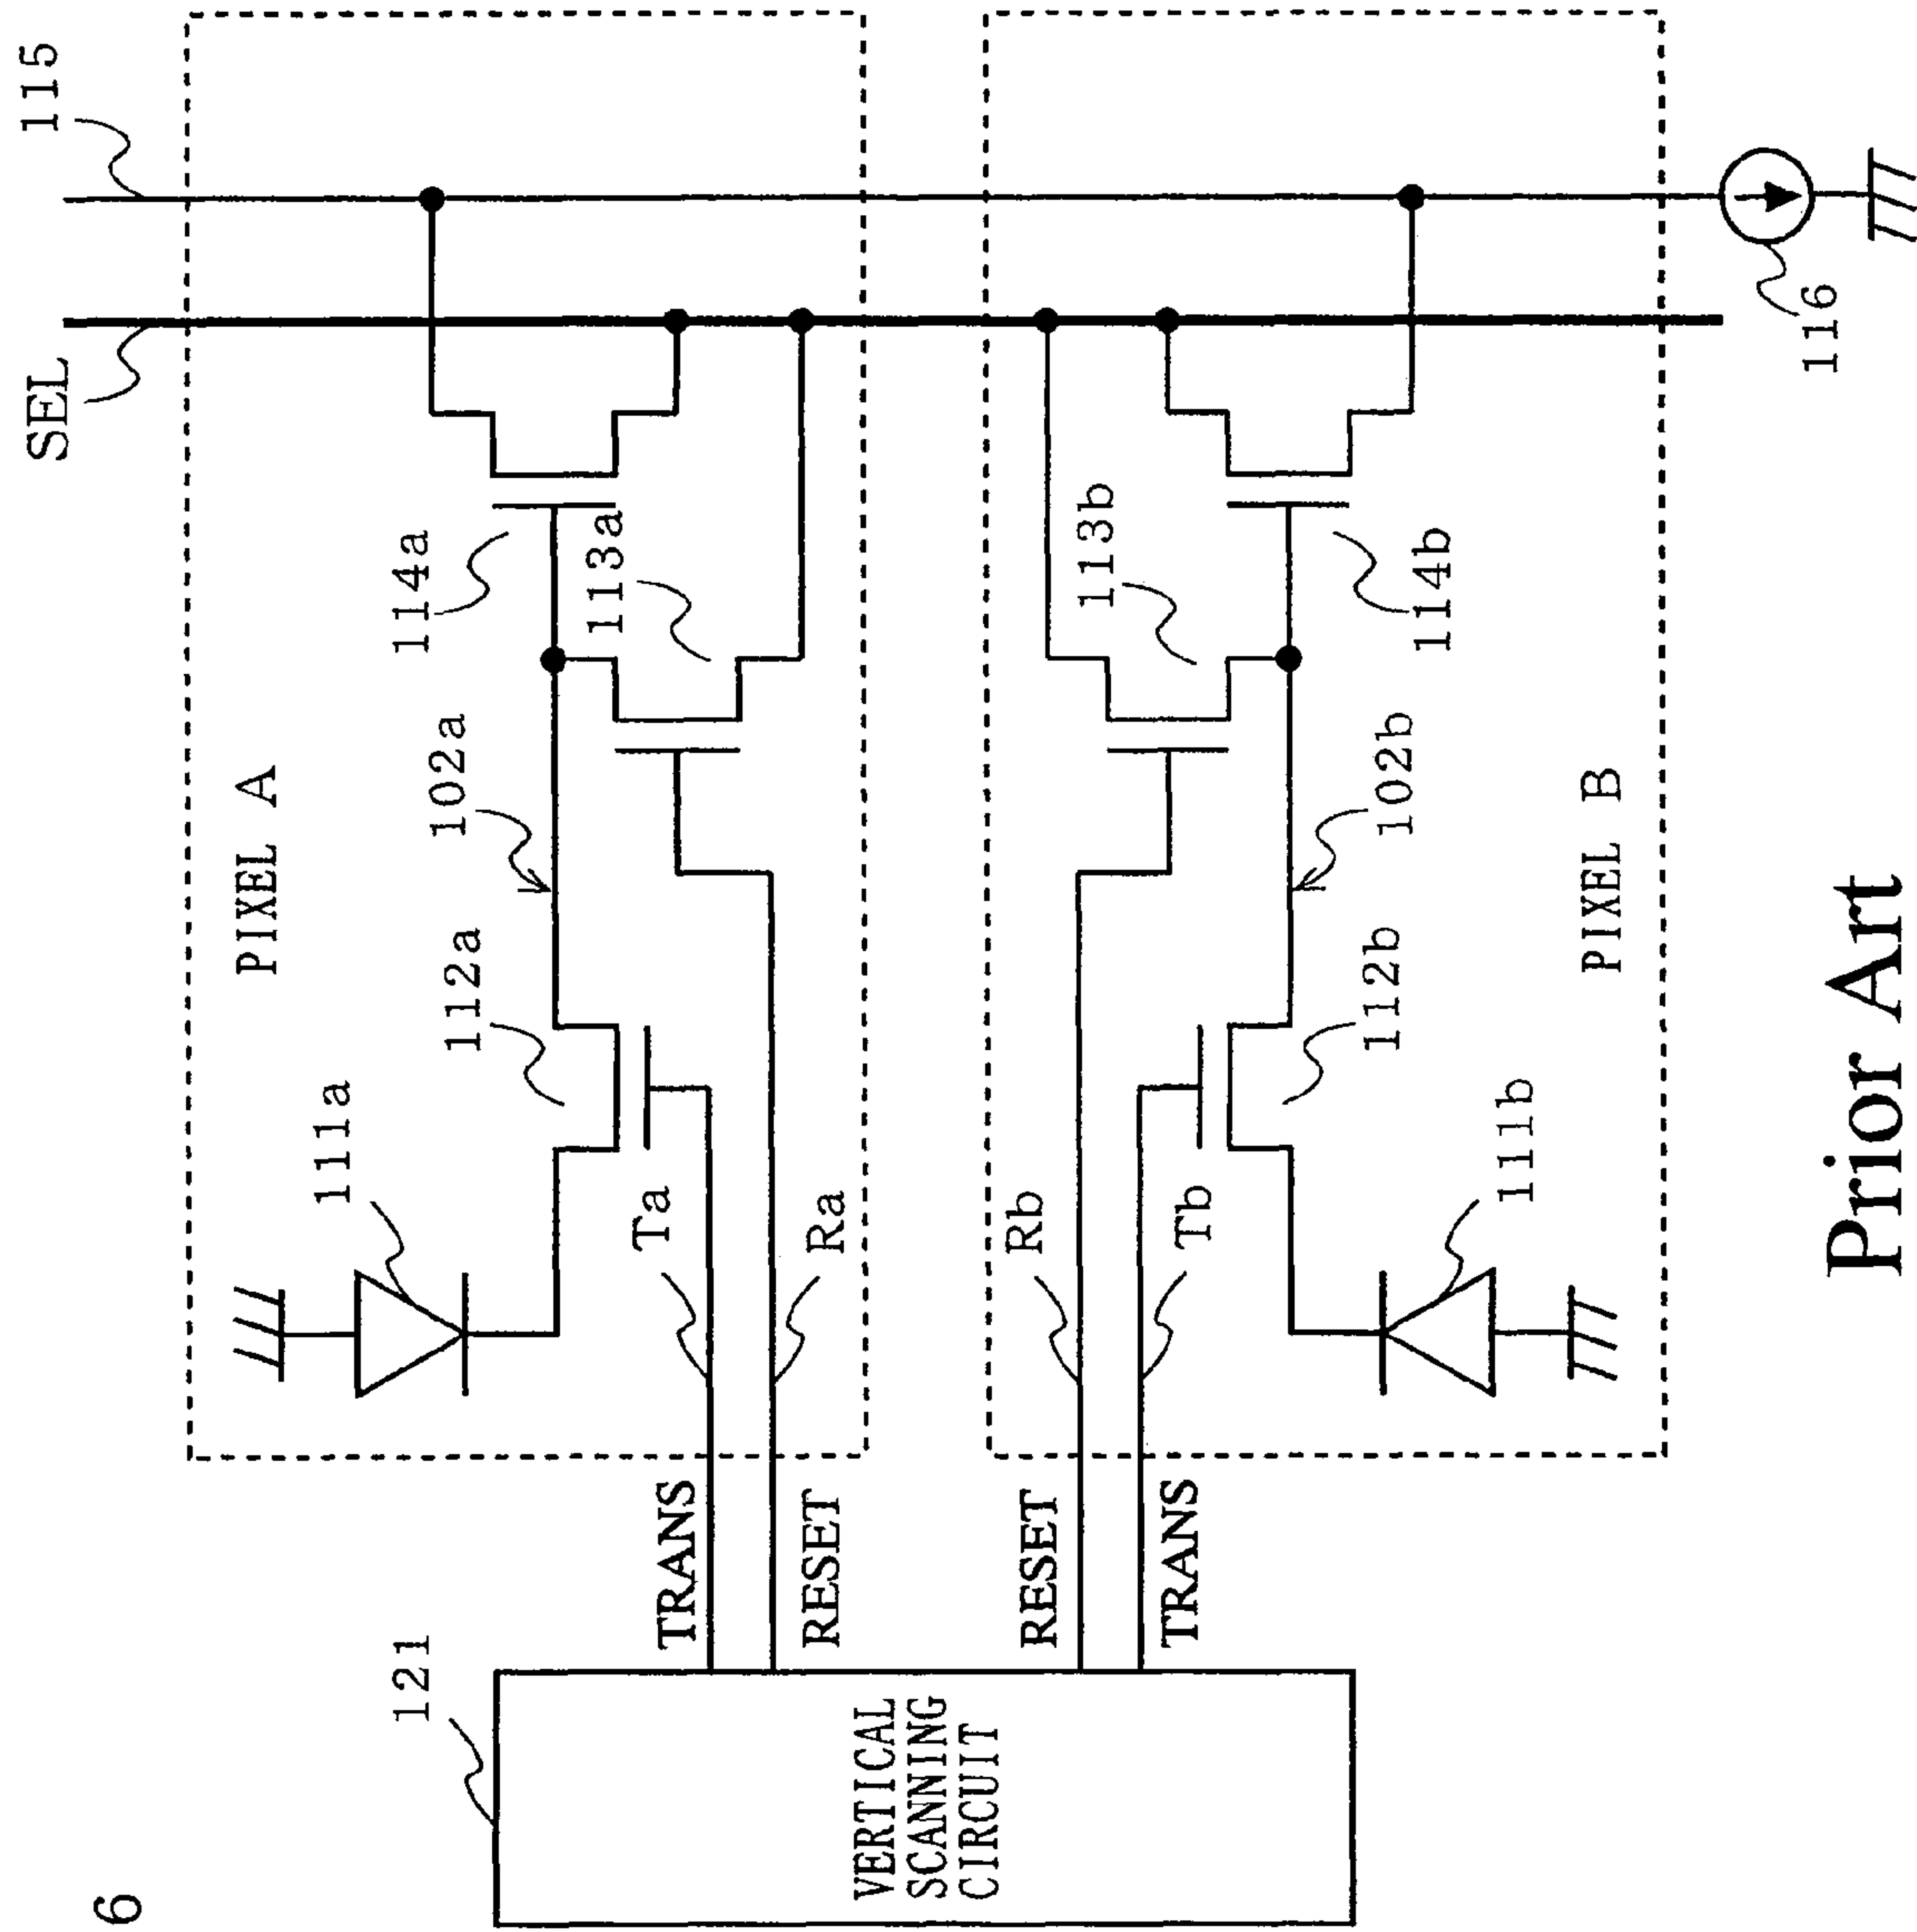 6
121
VERTICAL
SCANNING
CIRCUIT
TRANS
RESET
RESET
TRANS
PIXEL A
111a
112a
Ta
Ra
102a
114a
113a
SEL
115
Rb
Tb
111b
112b
102b
113b
114b
PIXEL B
116
Prior Art